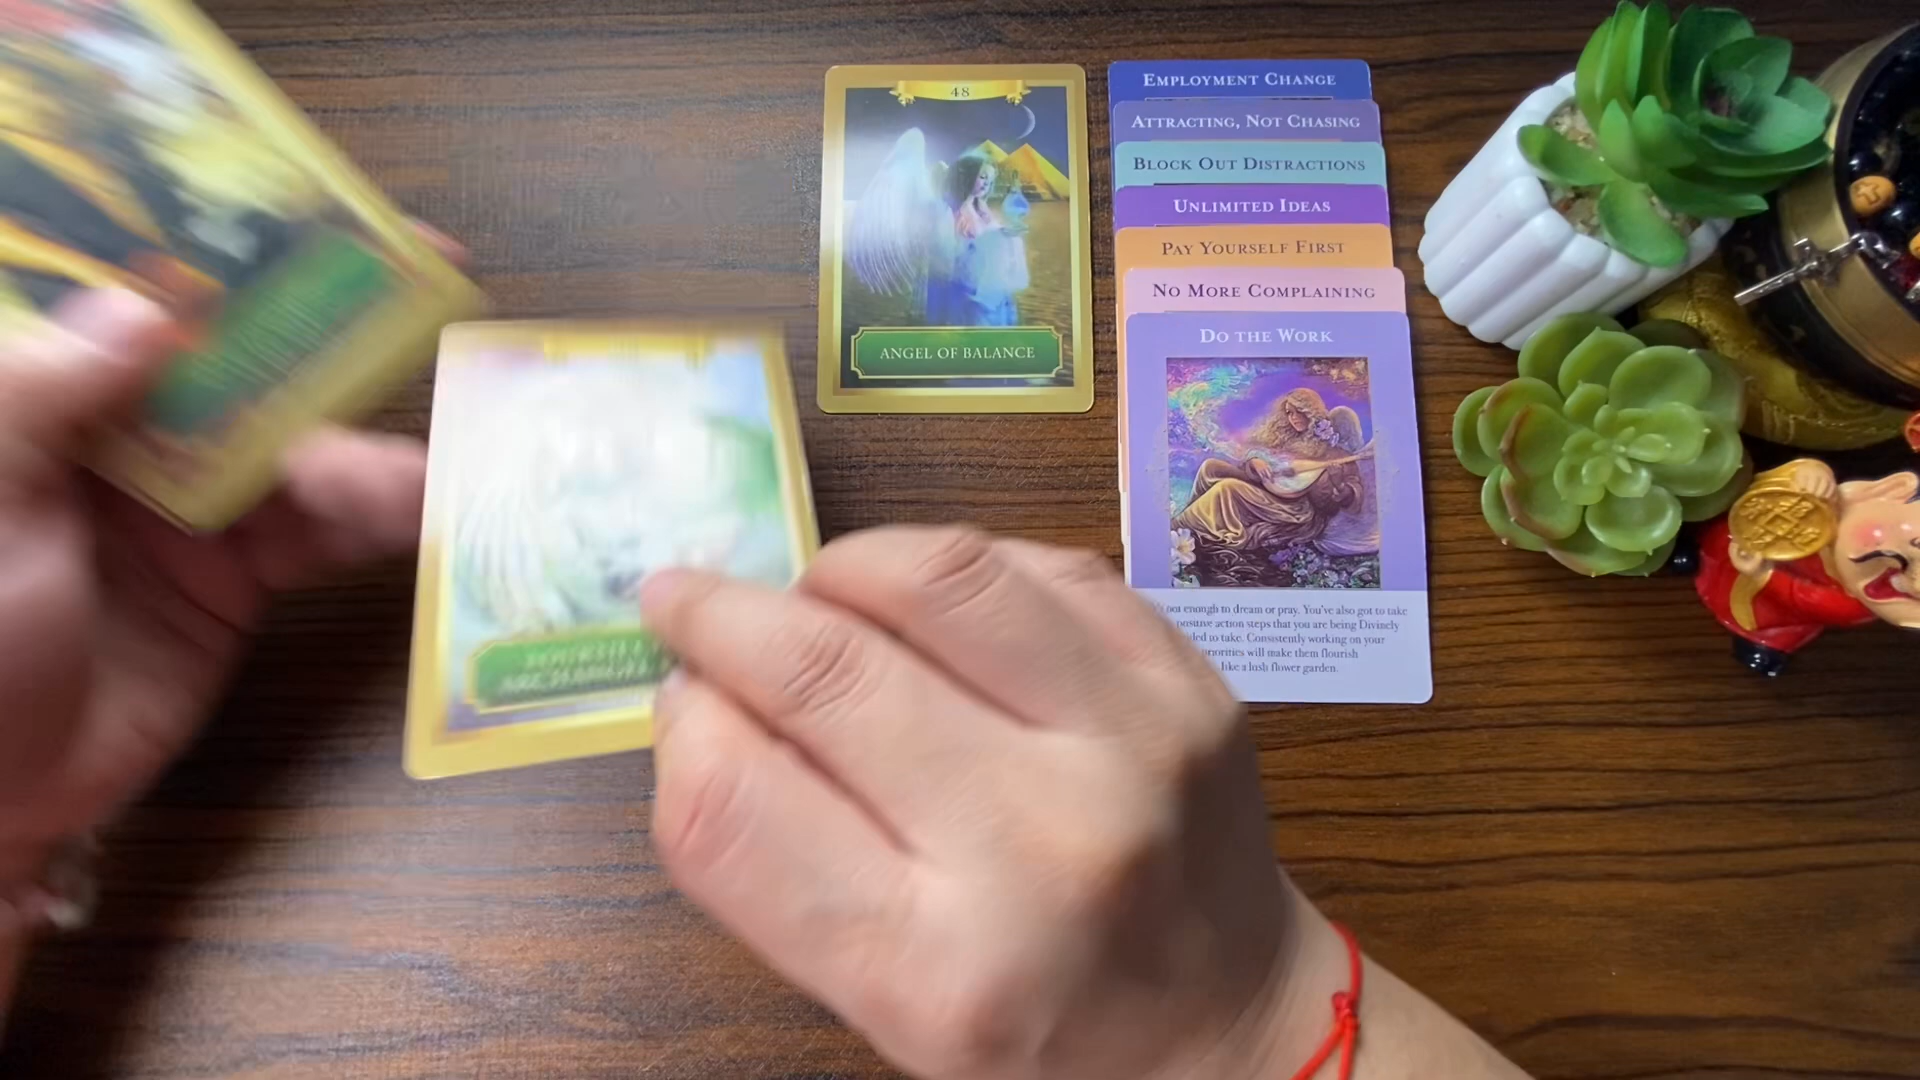 48
ANGEL OF BALANCE
EMPLOYMENT CHANGE
ATTRACTING, NOT CHASING
BLOCK OUT DISTRACTIONS
UNLIMITED IDEAS
PAY YOURSELF FIRST
NO MORE COMPLAINING
DO THE WORK
not enough to dream or pray. You've also got to take
positive action steps that you are being Divinely
to take. Consistently working on your
priorities will make them flourish
like a lush flower garden.